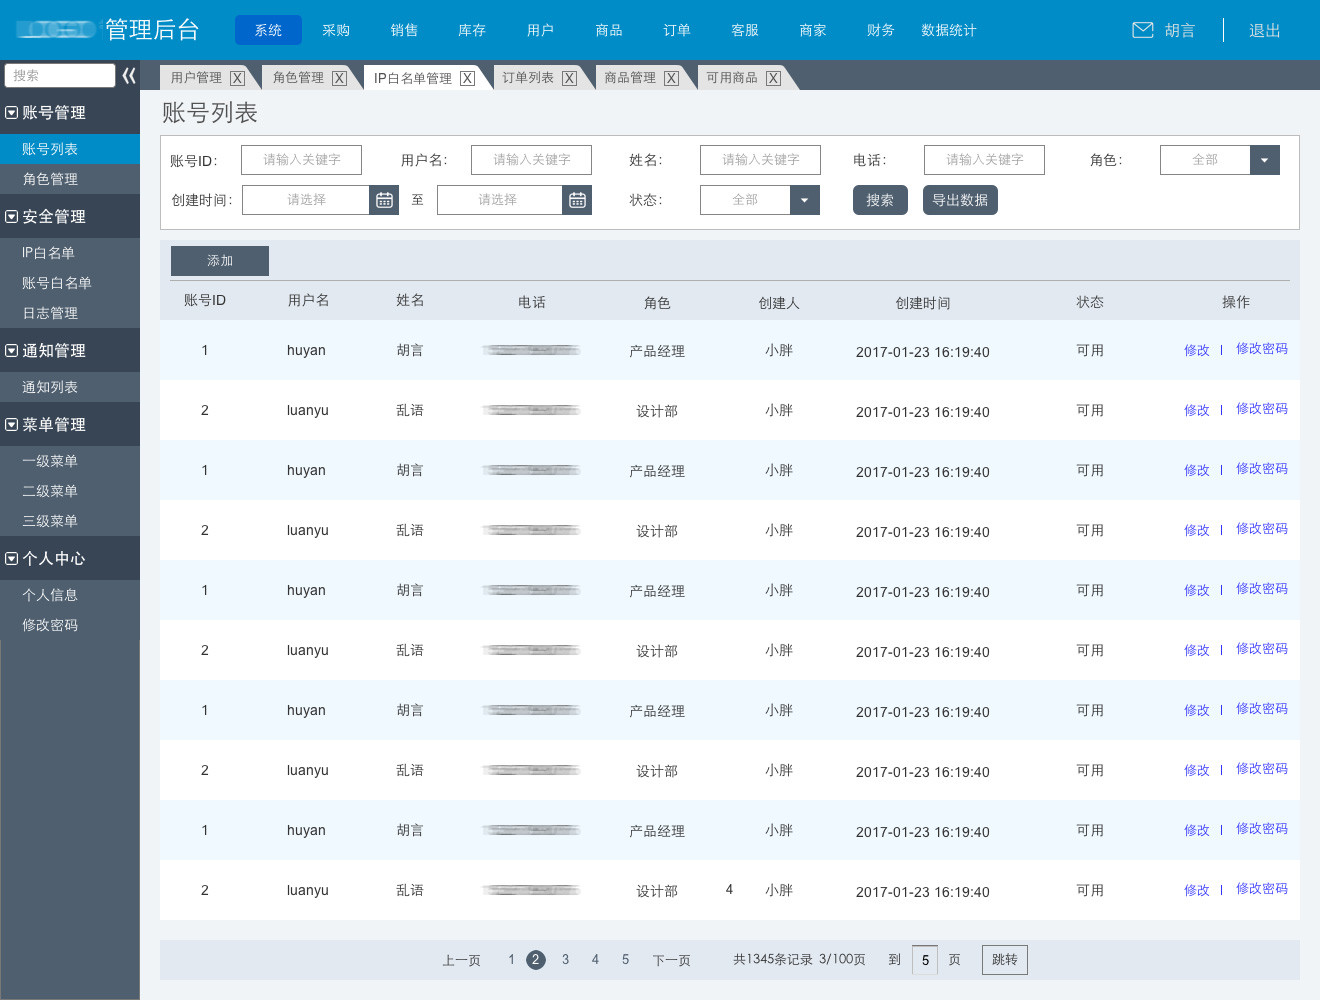 管理后台 系统 采购 销售 库存 用户 商品 订单 客服 商家 财务 数据统计 胡言 退出
搜索 用户管理 X 角色管理 X IP白名单管理 X 订单列表 X 商品管理 X 可用商品 X
账号管理
账号列表
角色管理
安全管理
IP白名单
账号白名单
日志管理
通知管理
通知列表
菜单管理
一级菜单
二级菜单
三级菜单
个人中心
个人信息
修改密码
账号列表
账号ID: 请输入关键字 用户名: 请输入关键字 姓名: 请输入关键字 电话: 请输入关键字 角色: 全部
创建时间: 请选择 至 请选择 状态: 全部 搜索 导出数据
添加
账号ID 用户名 姓名 电话 角色 创建人 创建时间 状态 操作
1 huyan 胡言 产品经理 小胖 2017-01-23 16:19:40 可用 修改 | 修改密码
2 luanyu 乱语 设计部 小胖 2017-01-23 16:19:40 可用 修改 | 修改密码
1 huyan 胡言 产品经理 小胖 2017-01-23 16:19:40 可用 修改 | 修改密码
2 luanyu 乱语 设计部 小胖 2017-01-23 16:19:40 可用 修改 | 修改密码
1 huyan 胡言 产品经理 小胖 2017-01-23 16:19:40 可用 修改 | 修改密码
2 luanyu 乱语 设计部 小胖 2017-01-23 16:19:40 可用 修改 | 修改密码
1 huyan 胡言 产品经理 小胖 2017-01-23 16:19:40 可用 修改 | 修改密码
2 luanyu 乱语 设计部 小胖 2017-01-23 16:19:40 可用 修改 | 修改密码
1 huyan 胡言 产品经理 小胖 2017-01-23 16:19:40 可用 修改 | 修改密码
2 luanyu 乱语 设计部 4 小胖 2017-01-23 16:19:40 可用 修改 | 修改密码
上一页 1 2 3 4 5 下一页 共1345条记录 3/100页 到 5 页 跳转